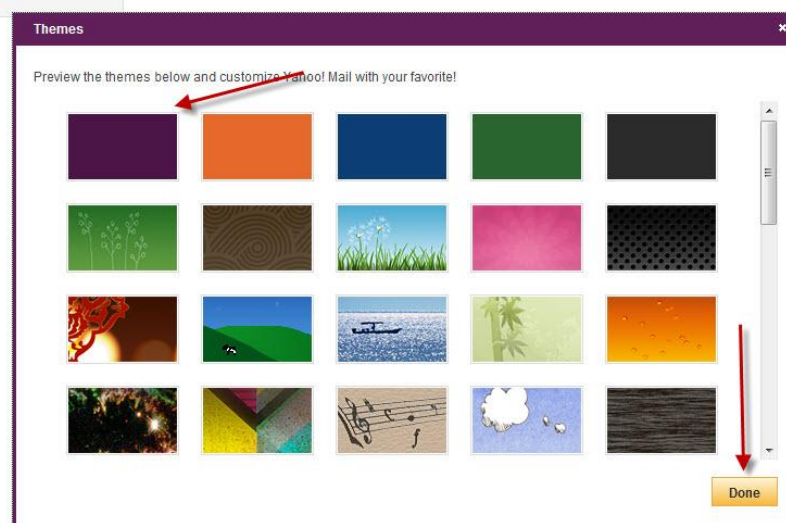 Themes
Preview the themes below and customize Yahoo! Mail with your favorite!
Done